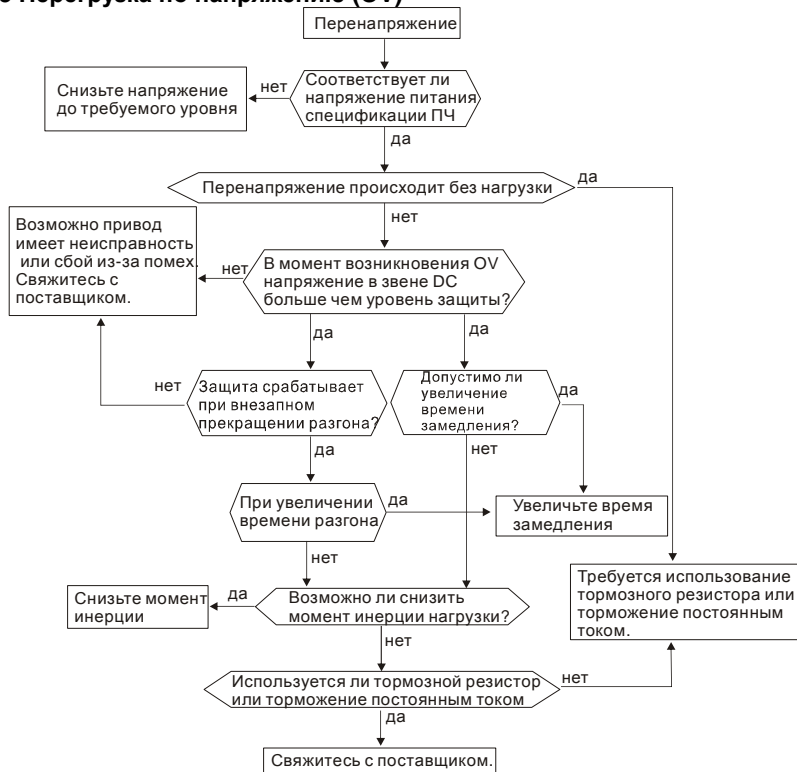 Перегрузка по напряжению (OV)
Перенапряжение
Соответствует ли
напряжение питания
спецификации ПЧ
нет
Снизьте напряжение
до требуемого уровня
да
Перенапряжение происходит без нагрузки
да
нет
Возможно привод
имеет неисправность
или сбой из-за помех.
Свяжитесь с
поставщиком.
нет
В момент возникновения OV
напряжение в звене DC
больше чем уровень защиты?
да
да
нет
Защита срабатывает
при внезапном
прекращении разгона?
Допустимо ли
увеличение
времени
замедления?
да
да
нет
При увеличении
времени разгона
да
Увеличьте время
замедления
нет
Снизьте момент
инерции
да
Возможно ли снизить
момент инерции нагрузки?
Требуется использование
тормозного резистора или
торможение постоянным
током.
нет
Используется ли тормозной резистор
или торможение постоянным током
нет
да
Свяжитесь с поставщиком.